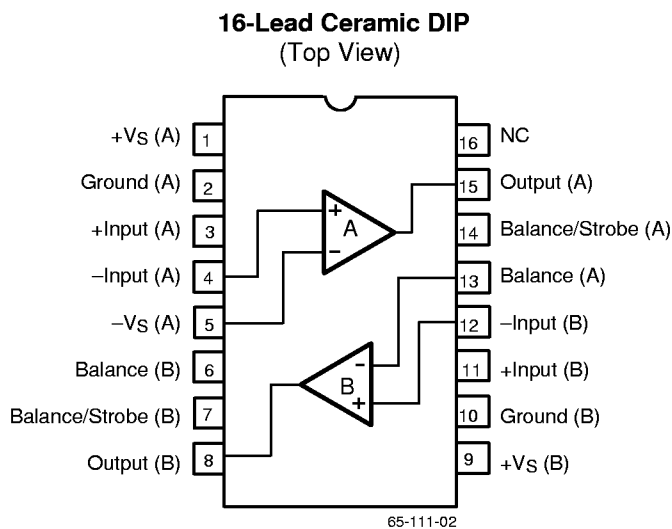 16-Lead Ceramic DIP
(Top View)
+VS (A) 1
Ground (A) 2
+Input (A) 3
–Input (A) 4
–VS (A) 5
Balance (B) 6
Balance/Strobe (B) 7
Output (B) 8
16 NC
15 Output (A)
14 Balance/Strobe (A)
13 Balance (A)
12 –Input (B)
11 +Input (B)
10 Ground (B)
9 +VS (B)
+
A
–
-
B
+
65-111-02